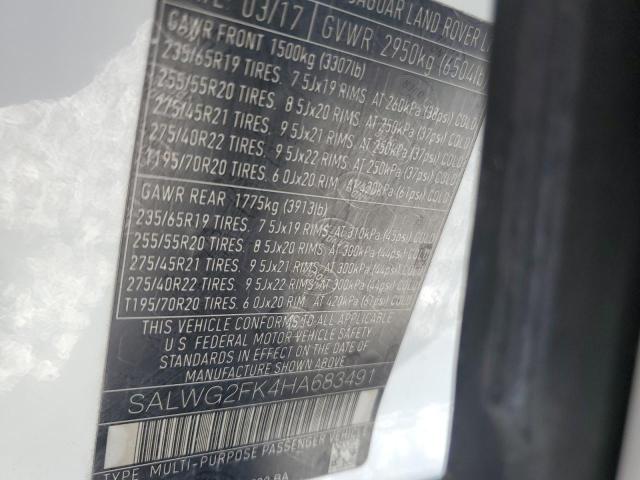 03/17 JAGUAR LAND ROVER
GVWR 2950kg (6504lb
GAWR FRONT 1500kg (3307lb)
235/65R19 TIRES. 7 5Jx19 RIMS. AT 260kPa (38psi) COLD
255/55R20 TIRES. 8 5Jx20 RIMS. AT 250kPa (37psi) COLD
275/45R21 TIRES. 9 5Jx21 RIMS. AT 250kPa (37psi) COLD
275/40R22 TIRES. 9 5Jx22 RIMS. AT 250kPa (37psi) COLD
T195/70R20 TIRES. 6 0Jx20 RIM. AT 420kPa (61psi) COLD
GAWR REAR 1775kg (3913lb)
235/65R19 TIRES. 7 5Jx19 RIMS. AT 310kPa (45psi) COLD
255/55R20 TIRES. 8 5Jx20 RIMS. AT 300kPa (44psi) COLD
275/45R21 TIRES. 9 5Jx21 RIMS. AT 300kPa (44psi) COLD
275/40R22 TIRES. 9 5Jx22 RIMS. AT 300kPa (44psi) COLD
T195/70R20 TIRES. 6 0Jx20 RIM. AT 420kPa (61psi) COLD
THIS VEHICLE CONFORMS TO ALL APPLICABLE
U S FEDERAL MOTOR VEHICLE SAFETY
STANDARDS IN EFFECT ON THE DATE OF
MANUFACTURE SHOWN ABOVE
SALWG2FK4HA683491
TYPE MULTI-PURPOSE PASSENGER